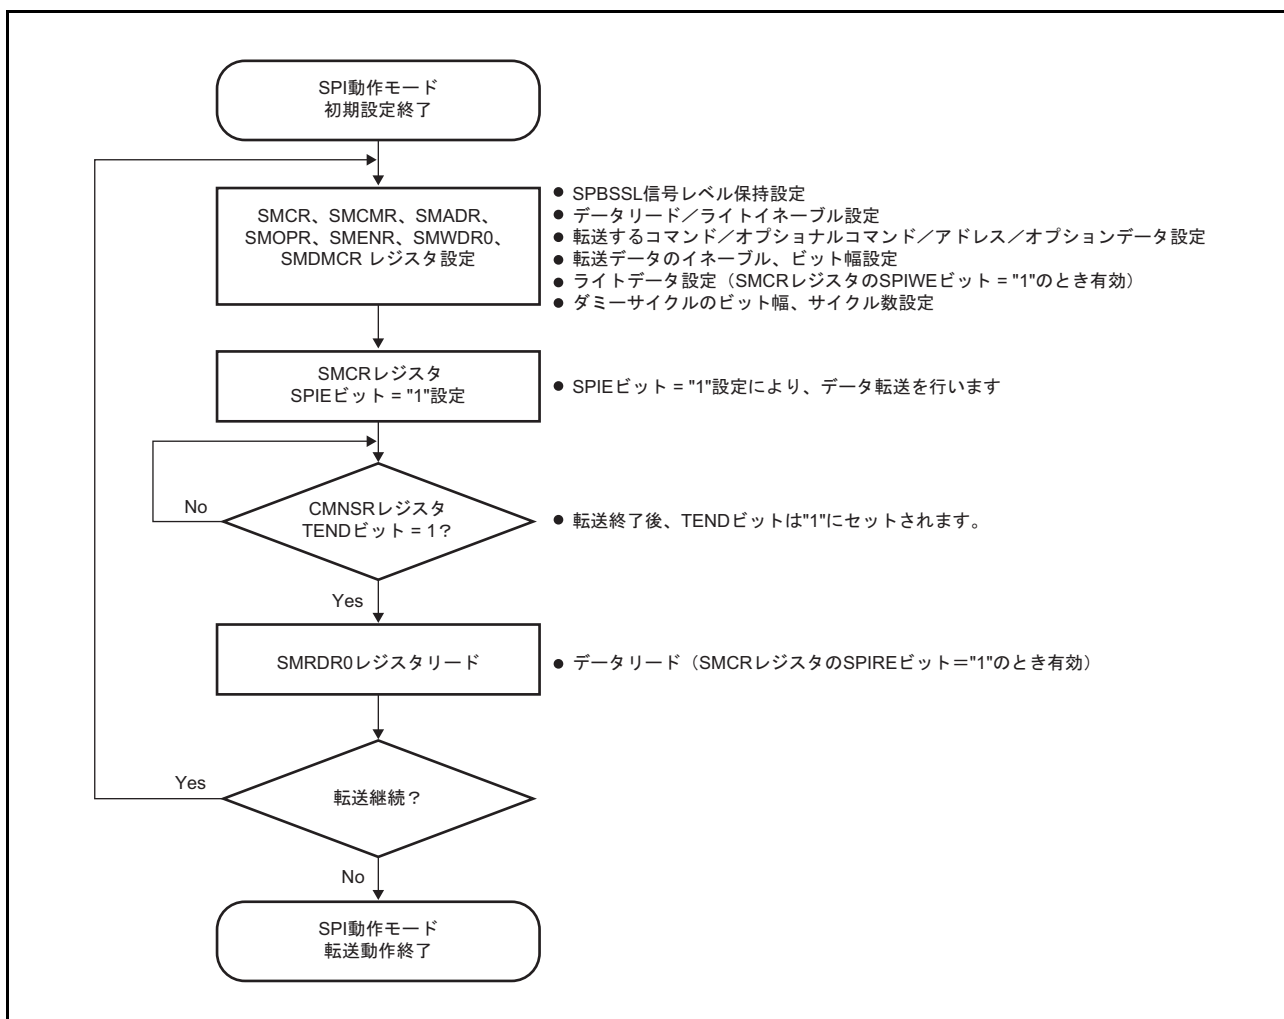 SPI動作モード
初期設定終了
SMCR、SMCMR、SMADR、
SMOPR、SMENR、SMWDR0、
SMDMCR レジスタ設定
● SPBSSL信号レベル保持設定
● データリード／ライトイネーブル設定
● 転送するコマンド／オプショナルコマンド／アドレス／オプションデータ設定
● 転送データのイネーブル、ビット幅設定
● ライトデータ設定（SMCRレジスタのSPIWEビット = "1"のとき有効）
● ダミーサイクルのビット幅、サイクル数設定
SMCRレジスタ
SPIEビット = "1"設定
● SPIEビット = "1"設定により、データ転送を行います
No
CMNSRレジスタ
TENDビット = 1？
● 転送終了後、TENDビットは"1"にセットされます。
Yes
SMRDR0レジスタリード
● データリード（SMCRレジスタのSPIREビット＝"1"のとき有効）
Yes
転送継続？
No
SPI動作モード
転送動作終了